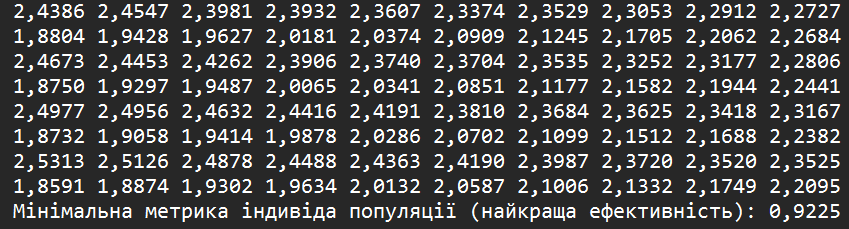 2,4386 2,4547 2,3981 2,3932 2,3607 2,3374 2,3529 2,3053 2,2912 2,2727
1,8804 1,9428 1,9627 2,0181 2,0374 2,0909 2,1245 2,1705 2,2062 2,2684
2,4673 2,4453 2,4262 2,3906 2,3740 2,3704 2,3535 2,3252 2,3177 2,2806
1,8750 1,9297 1,9487 2,0065 2,0341 2,0851 2,1177 2,1582 2,1944 2,2441
2,4977 2,4956 2,4632 2,4416 2,4191 2,3810 2,3684 2,3625 2,3418 2,3167
1,8732 1,9058 1,9414 1,9878 2,0286 2,0702 2,1099 2,1512 2,1688 2,2382
2,5313 2,5126 2,4878 2,4488 2,4363 2,4190 2,3987 2,3720 2,3520 2,3525
1,8591 1,8874 1,9302 1,9634 2,0132 2,0587 2,1006 2,1332 2,1749 2,2095
Мінімальна метрика індивіда популяції (найкраща ефективність): 0,9225